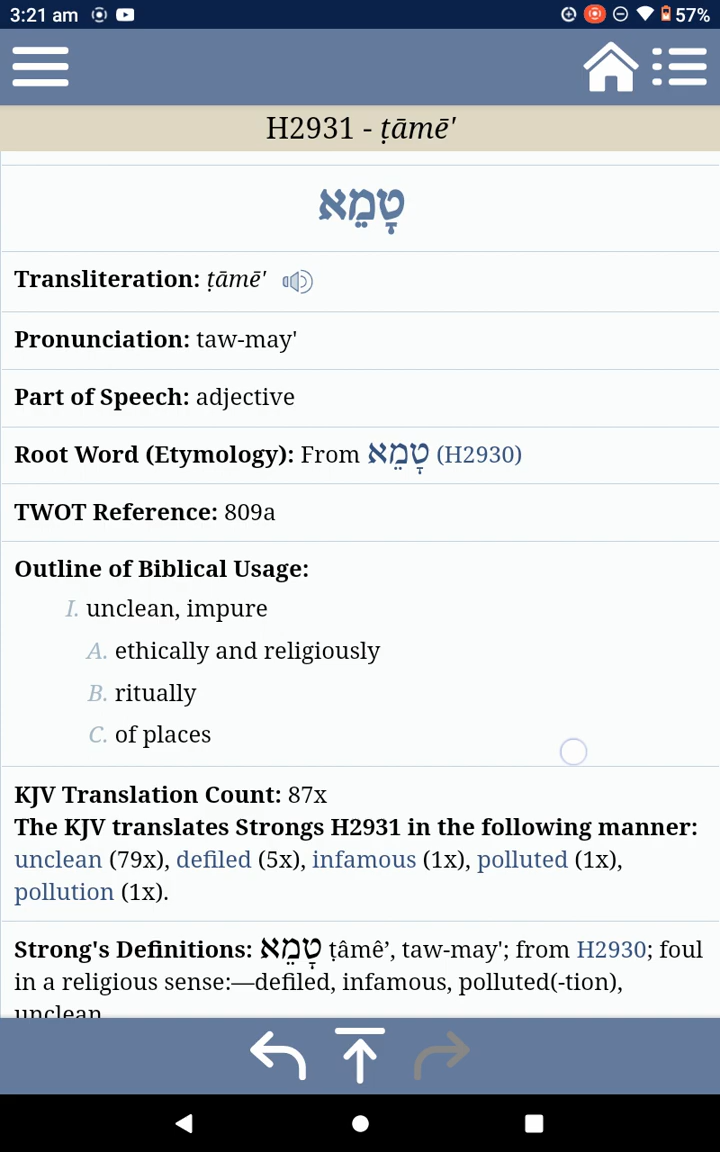 3:21 am 57%
H2931 - ṭāmē'
טָמֵא
Transliteration: ṭāmē'
Pronunciation: taw-may'
Part of Speech: adjective
Root Word (Etymology): From טָמֵא (H2930)
TWOT Reference: 809a
Outline of Biblical Usage:
I. unclean, impure
A. ethically and religiously
B. ritually
C. of places
KJV Translation Count: 87x
The KJV translates Strongs H2931 in the following manner:
unclean (79x), defiled (5x), infamous (1x), polluted (1x),
pollution (1x).
Strong's Definitions: טָמֵא ṭâmêʼ, taw-may'; from H2930; foul
in a religious sense:—defiled, infamous, polluted(-tion),
unclean